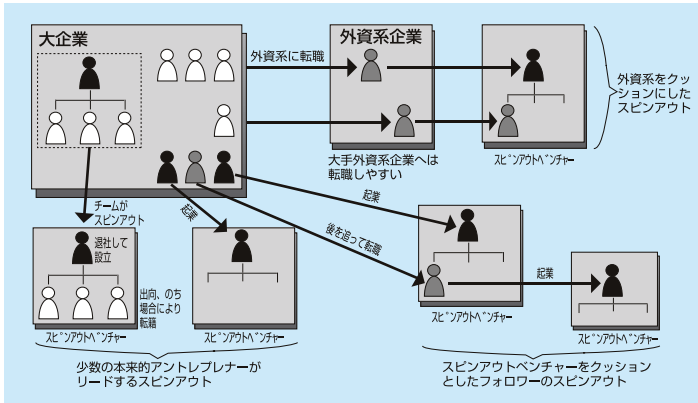 大企業
外資系に転職
外資系企業
外資系をクッ
ションにした
スピンアウト
大手外資系企業へは
転職しやすい
スピンアウトベンチャー
チームが
スピンアウト
起業
起業
後を追って転職
退社して
設立
出向、のち
場合により
転籍
起業
スピンアウトベンチャー
スピンアウトベンチャー
スピンアウトベンチャー
スピンアウトベンチャー
少数の本来的アントレプレナーが
リードするスピンアウト
スピンアウトベンチャーをクッション
としたフォロワーのスピンアウト